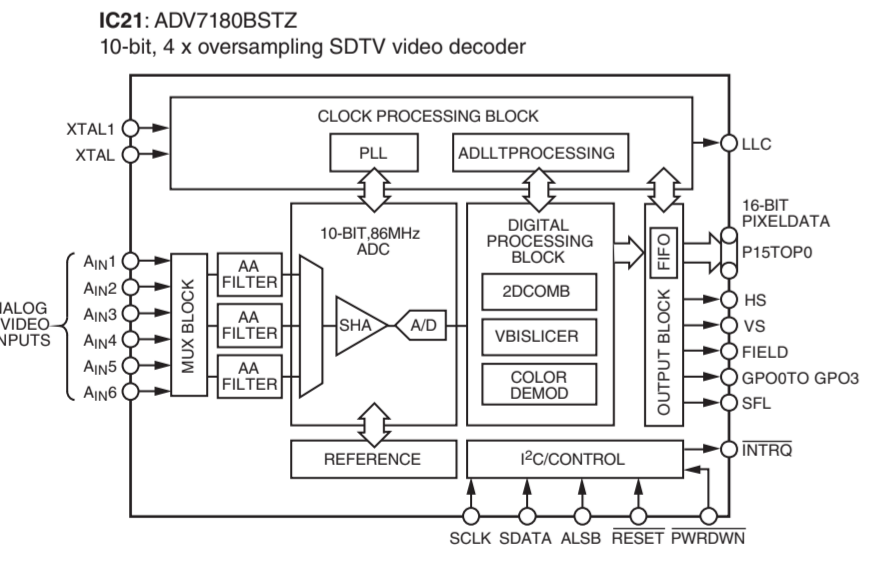 IC21: ADV7180BSTZ
10-bit, 4 x oversampling SDTV video decoder
CLOCK PROCESSING BLOCK
XTAL1
XTAL
PLL
ADLLTPROCESSING
LLC
16-BIT
PIXELDATA
P15TOP0
10-BIT,86MHz
ADC
DIGITAL
PROCESSING
BLOCK
FIFO
OUTPUT BLOCK
NALOG
VIDEO
NPUTS
AIN1
AIN2
AIN3
AIN4
AIN5
AIN6
MUX BLOCK
AA
FILTER
AA
FILTER
AA
FILTER
SHA
A/D
2DCOMB
VBISLICER
COLOR
DEMOD
HS
VS
FIELD
GPO0TO GPO3
SFL
REFERENCE
I²C/CONTROL
INTRQ
SCLK SDATA ALSB RESET PWRDWN